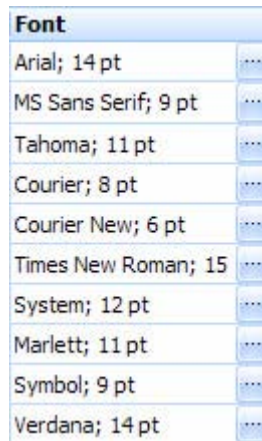 Font
Arial; 14 pt
MS Sans Serif; 9 pt
Tahoma; 11 pt
Courier; 8 pt
Courier New; 6 pt
Times New Roman; 15
System; 12 pt
Marlett; 11 pt
Symbol; 9 pt
Verdana; 14 pt